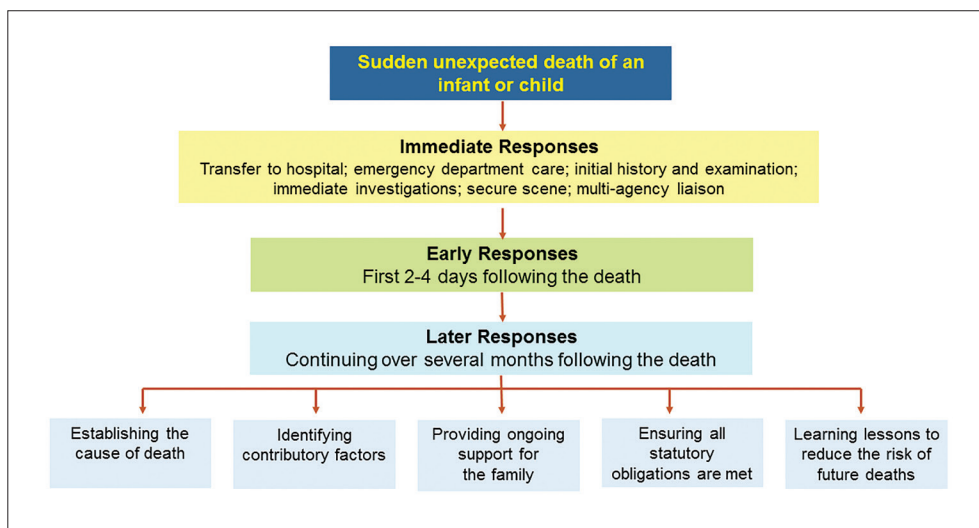 Sudden unexpected death of an
infant or child
Immediate Responses
Transfer to hospital; emergency department care; initial history and examination;
immediate investigations; secure scene; multi-agency liaison
Early Responses
First 2-4 days following the death
Later Responses
Continuing over several months following the death
Establishing the
cause of death
Identifying
contributory factors
Providing ongoing
support for
the family
Ensuring all
statutory
obligations are met
Learning lessons to
reduce the risk of
future deaths